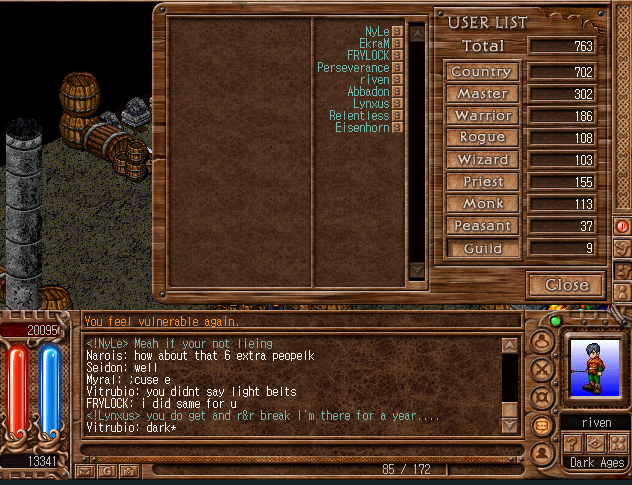 USER LIST
Total 763
Country 702
Master 302
Warrior 186
Rogue 108
Wizard 103
Priest 155
Monk 113
Peasant 37
Guild 9
Close
NyLe
EkraM
FRYLOCK
Perseverance
riven
Abbadon
Lynxus
Relentless
Eisenhorn
You feel vulnerable again.
<!NyLe> Meah if your not lieing
Narois: how about that 6 extra peopelk
Seidon: well
Myral: ;cuse e
Vitrubio: you didnt say light belts
FRYLOCK: i did same for u
<!Lynxus> you do get and r&r break I'm there for a year....
Vitrubio: dark*
20095
13341
85 / 172
riven
Dark Ages